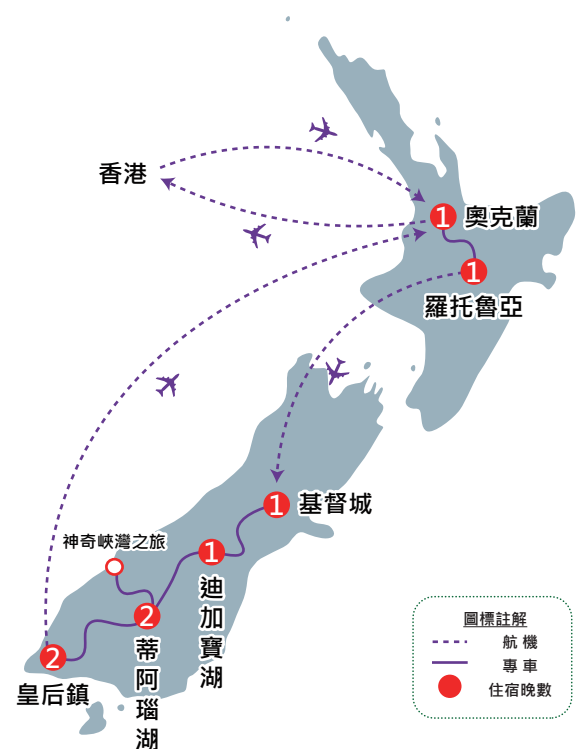 香港
1
奧克蘭
1
羅托魯亞
1
基督城
神奇峽灣之旅
1
迪加寶湖
2
蒂阿瑙湖
2
皇后鎮
圖標註解
航機
專車
住宿晚數